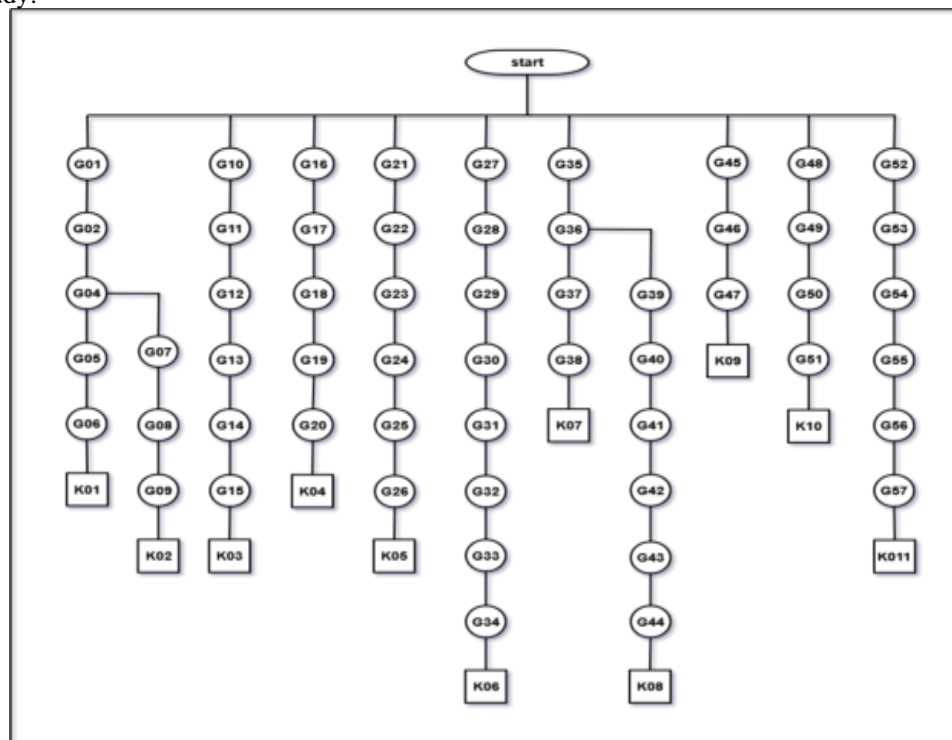 start
G01 G10 G16 G21 G27 G35 G45 G48 G52
G02 G11 G17 G22 G28 G36 G46 G49 G53
G04 G12 G18 G23 G29 G37 G39 G47 G50 G54
G05 G07 G13 G19 G24 G30 G38 G40 K09 G51 G55
G06 G08 G14 G20 G25 G31 K07 G41 K10 G56
K01 G09 G15 K04 G26 G32 G42 G57
K02 K03 K05 G33 G43 K011
G34 G44
K06 K08